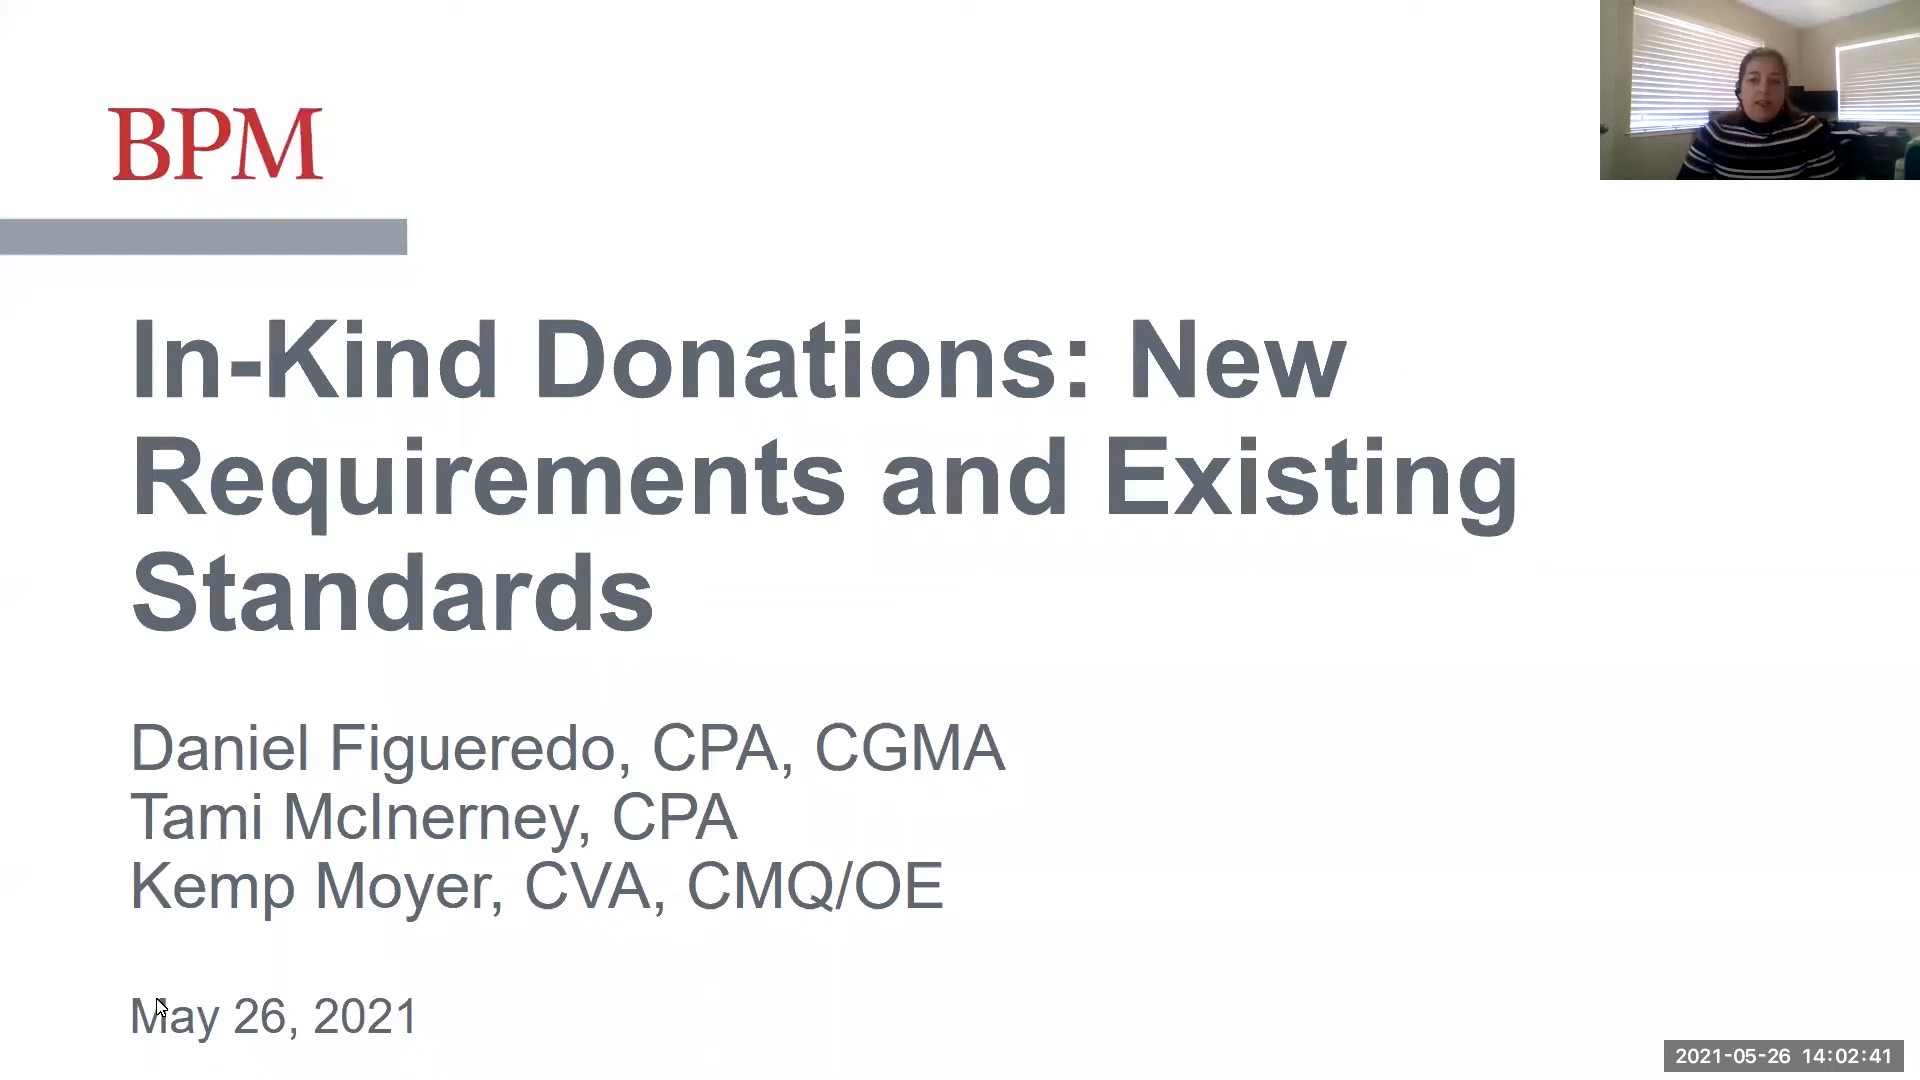 BPM
In-Kind Donations: New
Requirements and Existing
Standards
Daniel Figueredo, CPA, CGMA
Tami McInerney, CPA
Kemp Moyer, CVA, CMQ/OE
May 26, 2021
2021-05-26 14:02:41